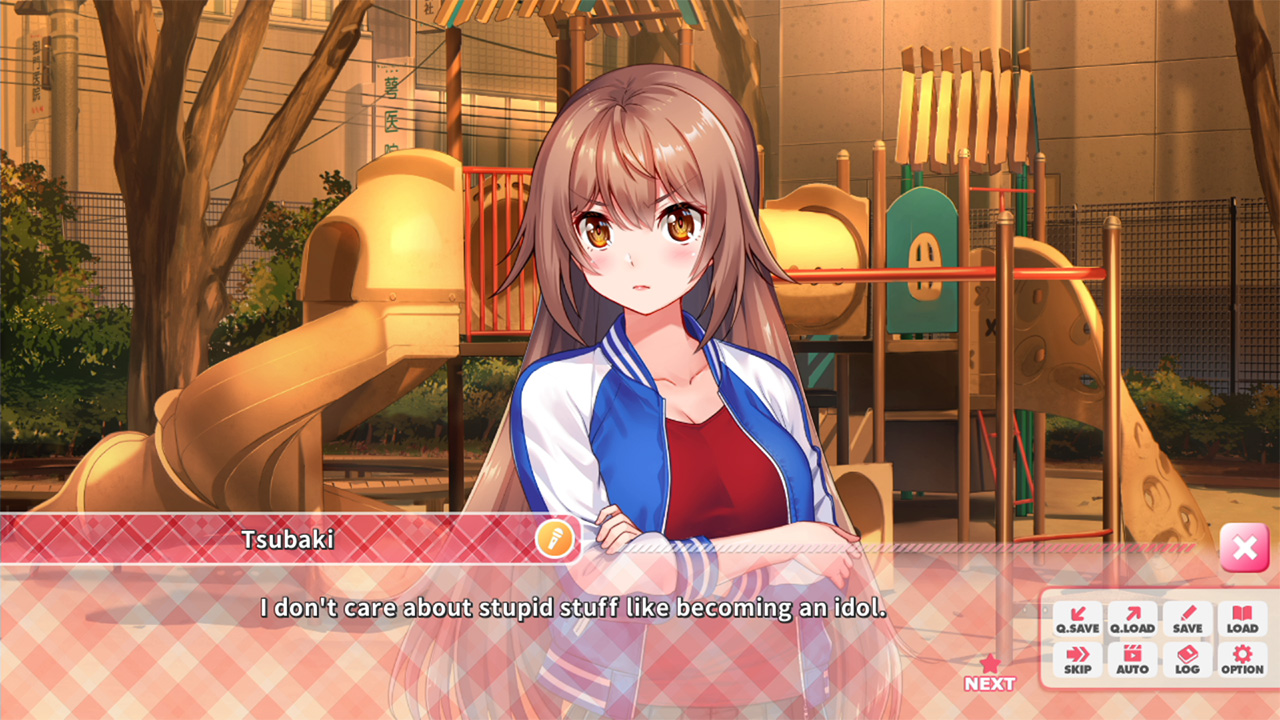 医
Tsubaki
I don't care about stupid stuff like becoming an idol.
Q.SAVE Q.LOAD SAVE LOAD
SKIP AUTO LOG OPTION
NEXT